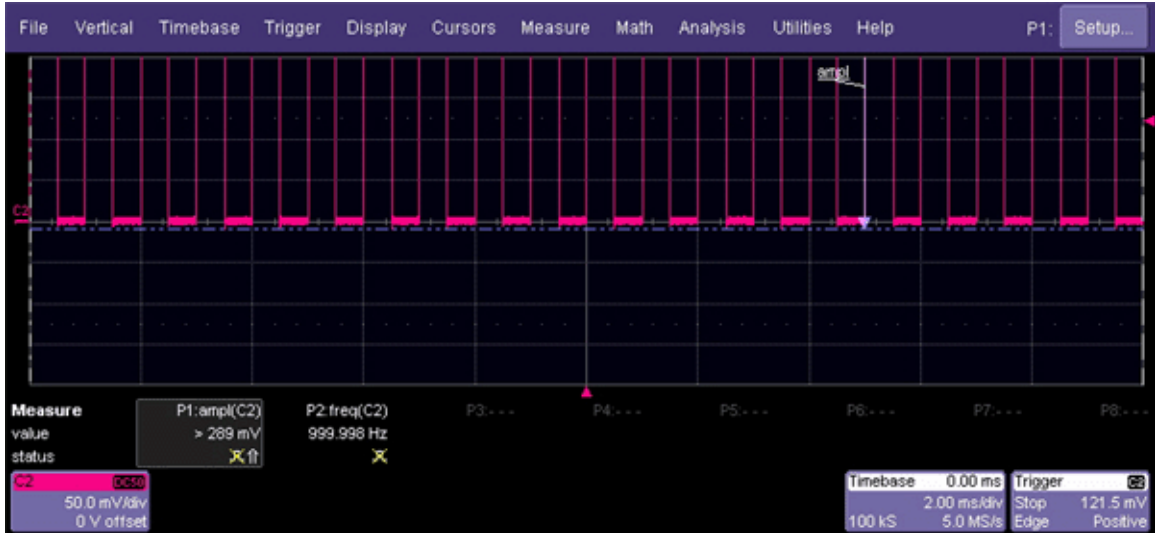 File Vertical Timebase Trigger Display Cursors Measure Math Analysis Utilities Help P1: Setup...
ampl
C2
Measure P1:ampl(C2) P2:freq(C2) P3:- - - P4:- - - P5:- - - P6:- - - P7:- - - P8:- - -
value > 289 mV 999.998 Hz
status
C2 DC50
50.0 mV/div
0 V offset
Timebase 0.00 ms Trigger C2
2.00 ms/div Stop 121.5 mV
100 kS 5.0 MS/s Edge Positive